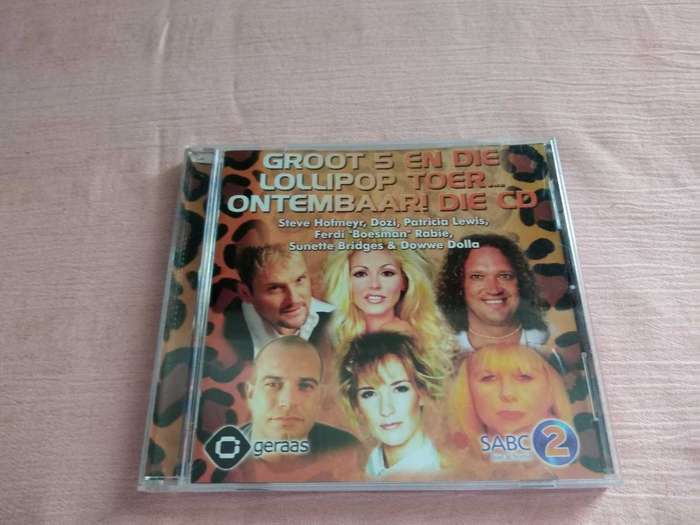 GROOT 5 EN DIE
LOLLIPOP TOER...
ONTEMBAAR! DIE CD
Steve Hofmeyr, Dozi, Patricia Lewis,
Ferdi "Boesman" Rabie,
Sunette Bridges & Dowwe Dolla
geraas
SABC 2